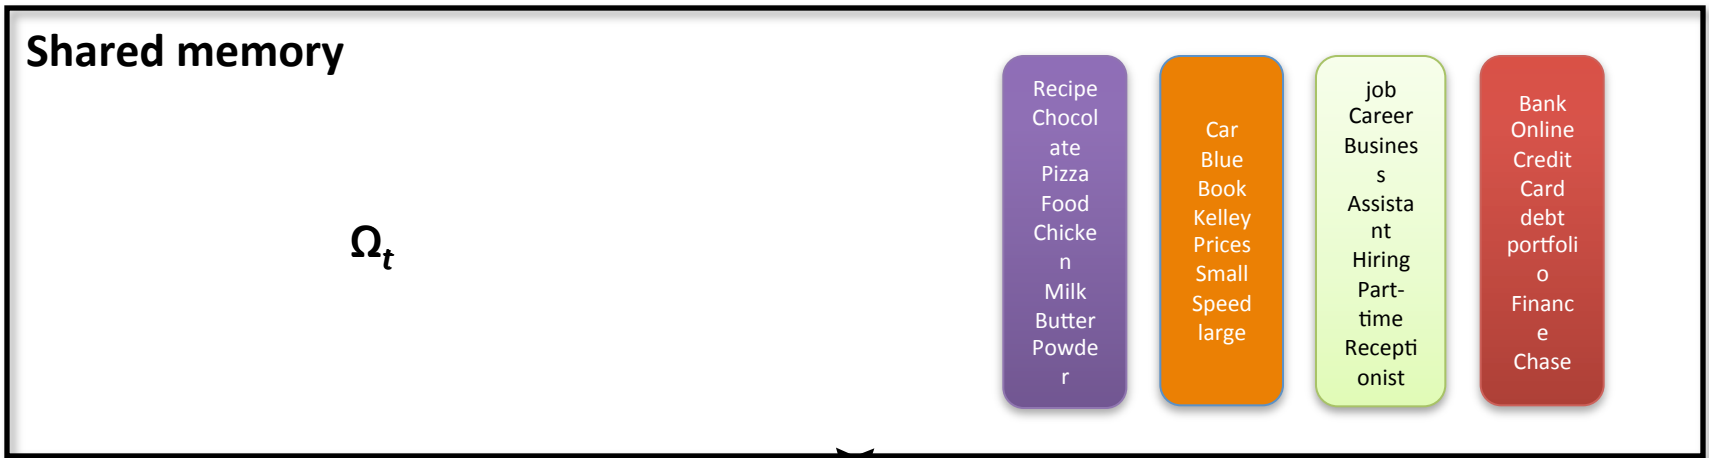 Shared memory
Ωt
Recipe
Chocol
ate
Pizza
Food
Chicke
n
Milk
Butter
Powde
r
Car
Blue
Book
Kelley
Prices
Small
Speed
large
job
Career
Busines
s
Assista
nt
Hiring
Part-
time
Recepti
onist
Bank
Online
Credit
Card
debt
portfoli
o
Financ
e
Chase